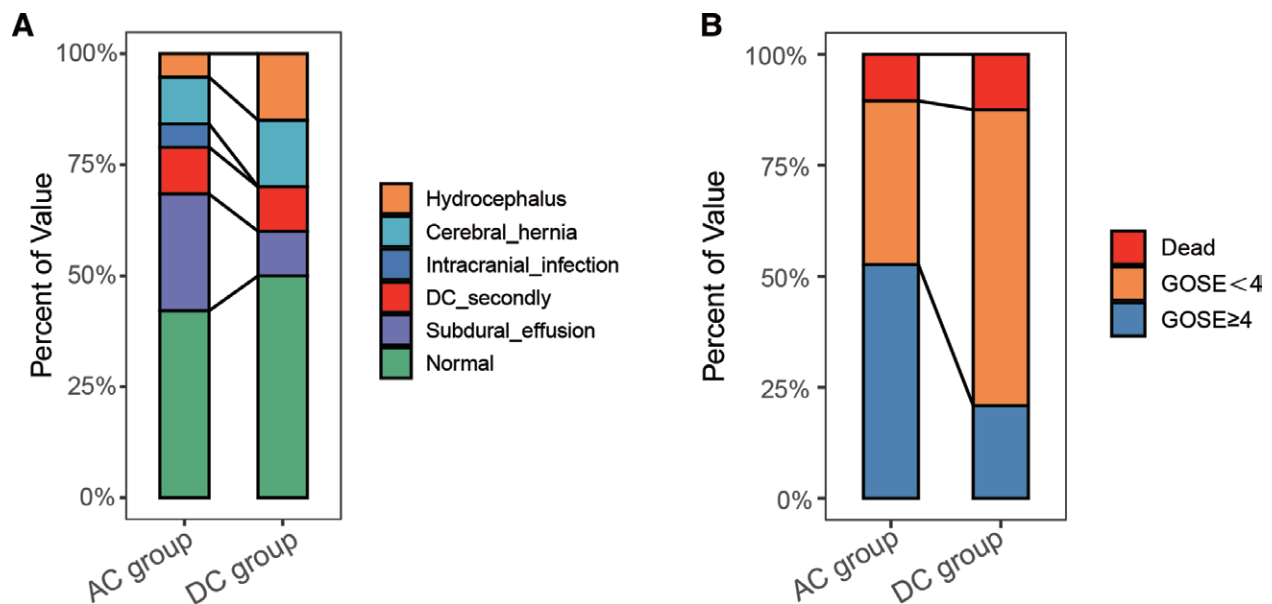 A
Percent of Value
100%
75%
50%
25%
0%
AC group
DC group
Hydrocephalus
Cerebral_hernia
Intracranial_infection
DC_secondly
Subdural_effusion
Normal
B
Percent of Value
100%
75%
50%
25%
0%
AC group
DC group
Dead
GOSE<4
GOSE≥4